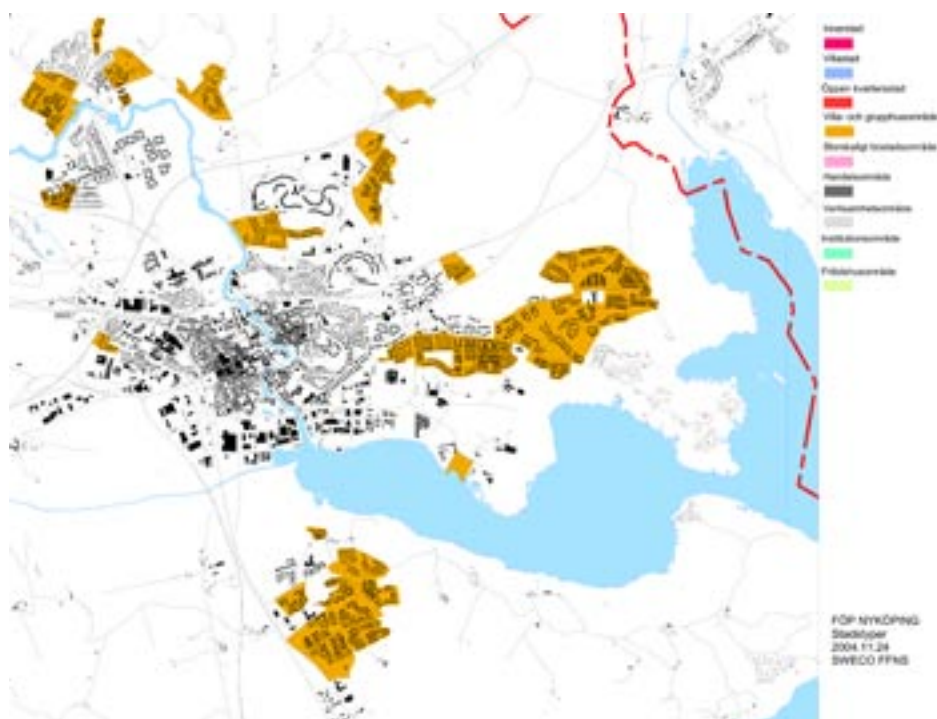 Innerstad
Villastad
Öppen kvartersstad
Villa- och grupphusområde
Storskaligt bostadsområde
Handelsområde
Verksamhetsområde
Institutionsområde
Fritidshusområde
FÖP NYKÖPING
Stadstyper
2004.11.24
SWECO FFNS